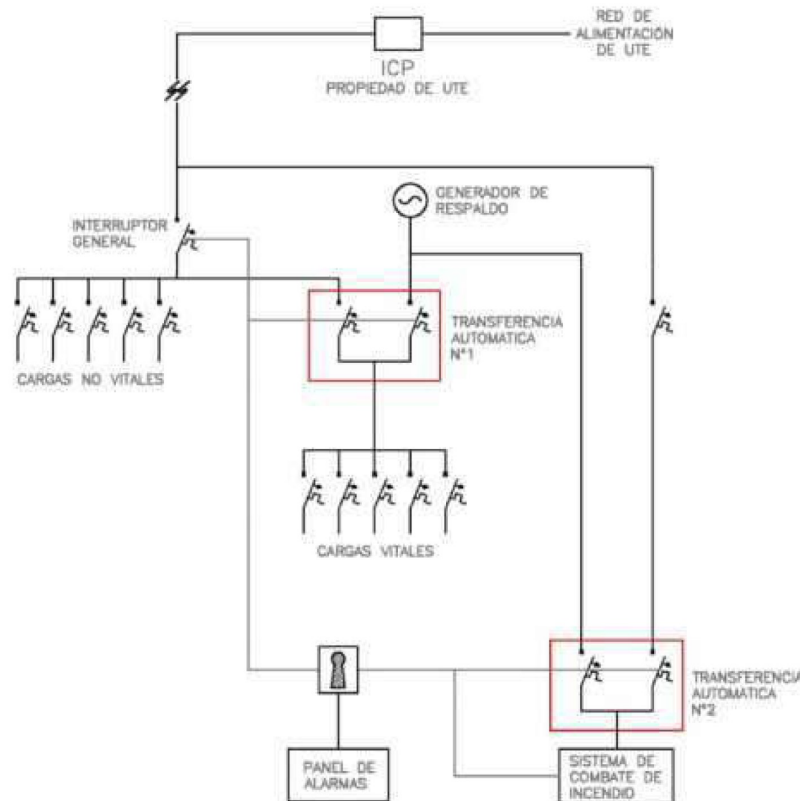 RED DE
ALIMENTACIÓN
DE UTE
ICP
PROPIEDAD DE UTE
GENERADOR DE
RESPALDO
INTERRUPTOR
GENERAL
TRANSFERENCIA
AUTOMATICA
N°1
CARGAS NO VITALES
CARGAS VITALES
TRANSFERENCIA
AUTOMATICA
N°2
PANEL DE
ALARMAS
SISTEMA DE
COMBATE DE
INCENDIO